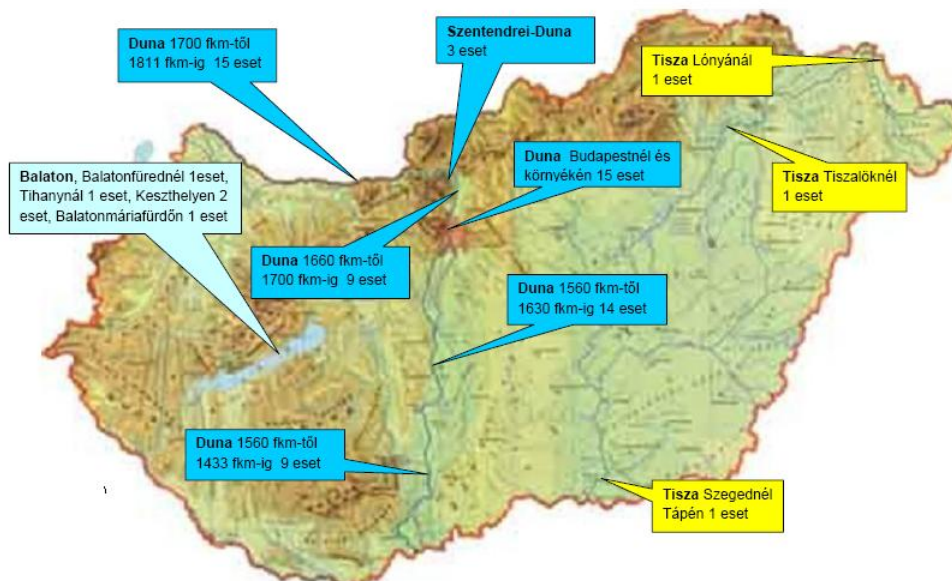 Duna 1700 fkm-től
1811 fkm-ig 15 eset
Szentendrei-Duna
3 eset
Tisza Lónyánál
1 eset
Balaton, Balatonfürednél 1eset,
Tihanynál 1 eset, Keszthelyen 2
eset, Balatonmáriafürdőn 1 eset
Duna Budapestnél és
környékén 15 eset
Tisza Tiszalöknél
1 eset
Duna 1660 fkm-től
1700 fkm-ig 9 eset
Duna 1560 fkm-től
1630 fkm-ig 14 eset
Duna 1560 fkm-től
1433 fkm-ig 9 eset
Tisza Szegednél
Tápén 1 eset